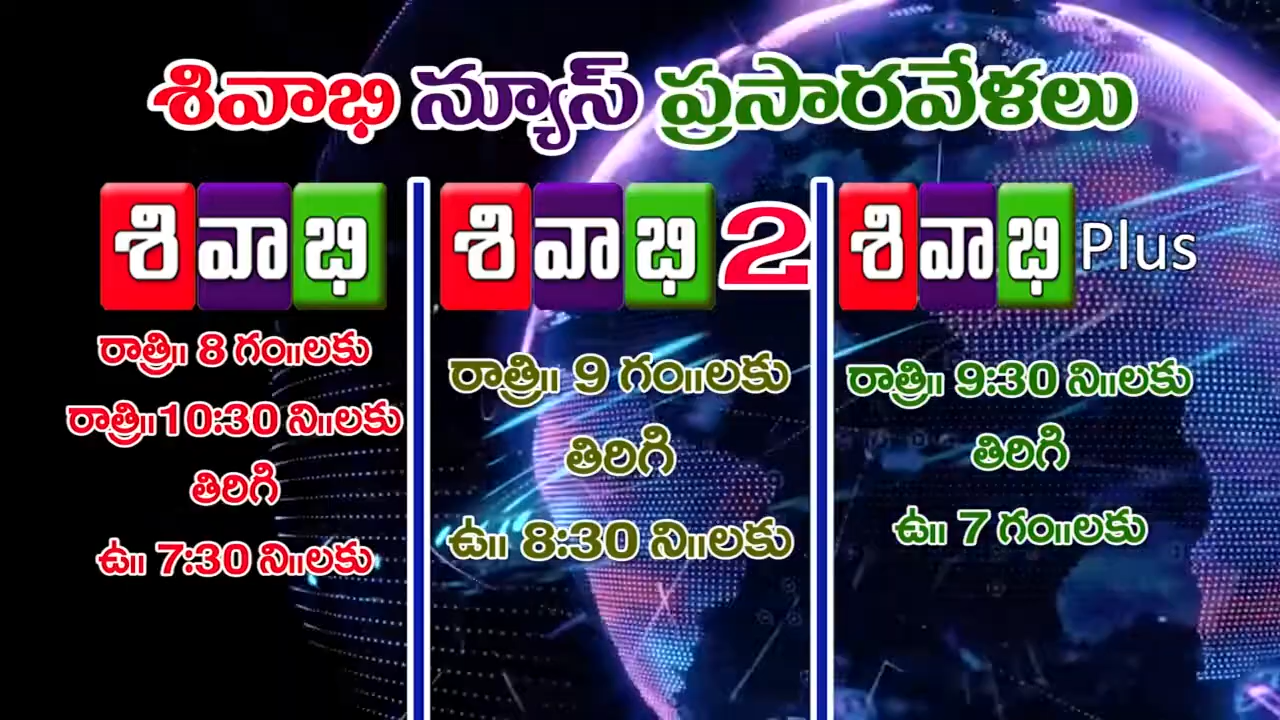 శివాభి న్యూస్ ప్రసారవేళలు
శివాభి
రాత్రి॥ 8 గం॥లకు
రాత్రి॥10:30 ని॥లకు
తిరిగి
ఉ॥ 7:30 ని॥లకు
శివాభి 2
రాత్రి॥ 9 గం॥లకు
తిరిగి
ఉ॥ 8:30 ని॥లకు
శివాభి Plus
రాత్రి॥ 9:30 ని॥లకు
తిరిగి
ఉ॥ 7 గం॥లకు